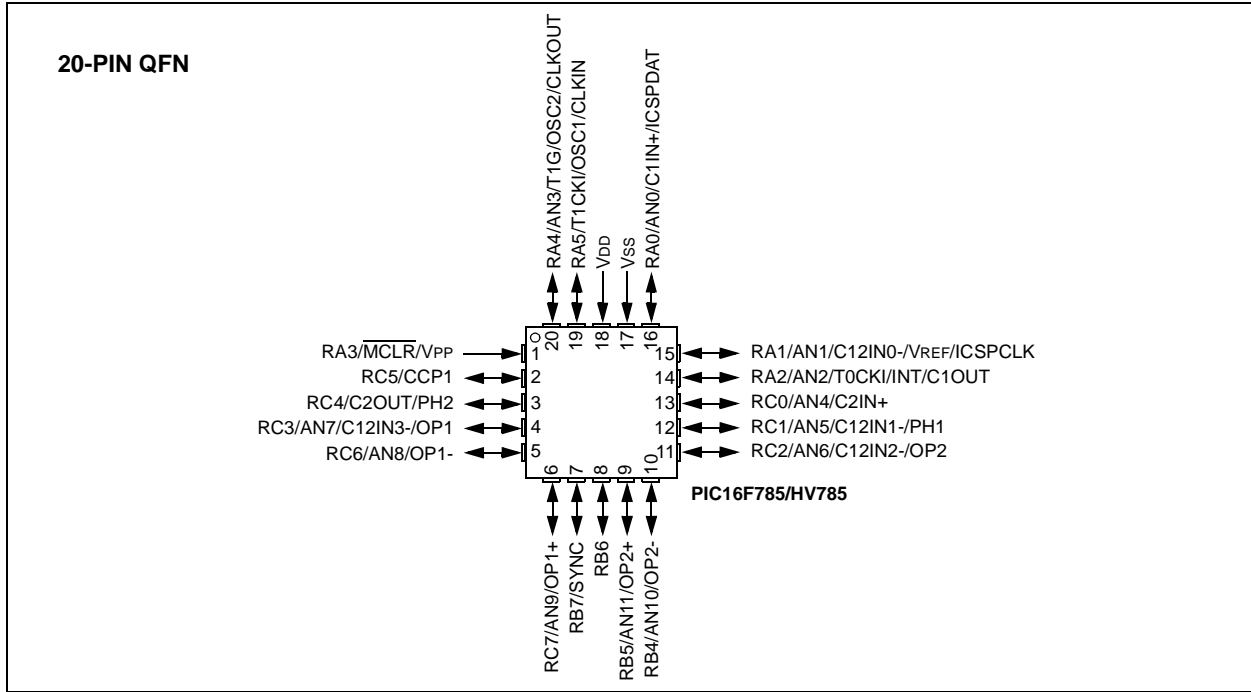 20-PIN QFN
RA4/AN3/T1G/OSC2/CLKOUT
RA5/T1CKI/OSC1/CLKIN
VDD
VSS
RA0/AN0/C1IN+/ICSPDAT
20
19
18
17
16
RA3/MCLR/VPP
1
RC5/CCP1
2
RC4/C2OUT/PH2
3
RC3/AN7/C12IN3-/OP1
4
RC6/AN8/OP1-
5
15
RA1/AN1/C12IN0-/VREF/ICSPCLK
14
RA2/AN2/T0CKI/INT/C1OUT
13
RC0/AN4/C2IN+
12
RC1/AN5/C12IN1-/PH1
11
RC2/AN6/C12IN2-/OP2
6
7
8
9
10
PIC16F785/HV785
RC7/AN9/OP1+
RB7/SYNC
RB6
RB5/AN11/OP2+
RB4/AN10/OP2-